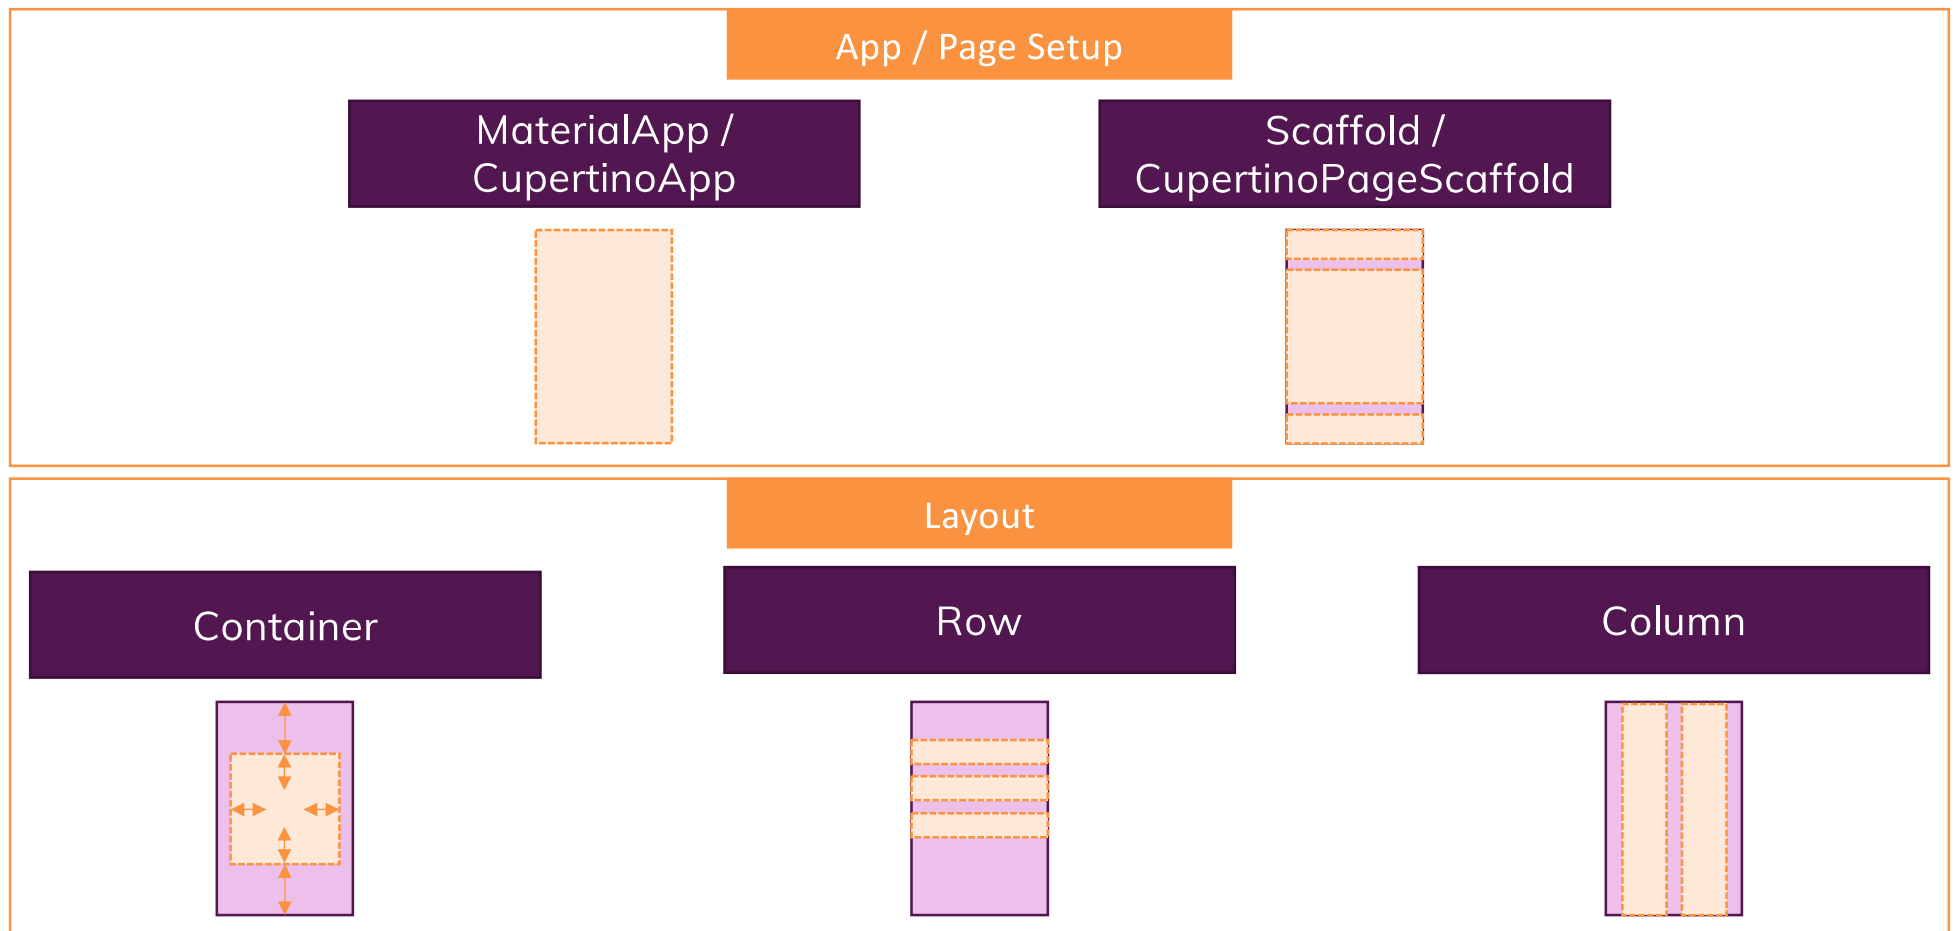 App / Page Setup
MaterialApp /
CupertinoApp
Scaffold /
CupertinoPageScaffold
Layout
Container
Row
Column